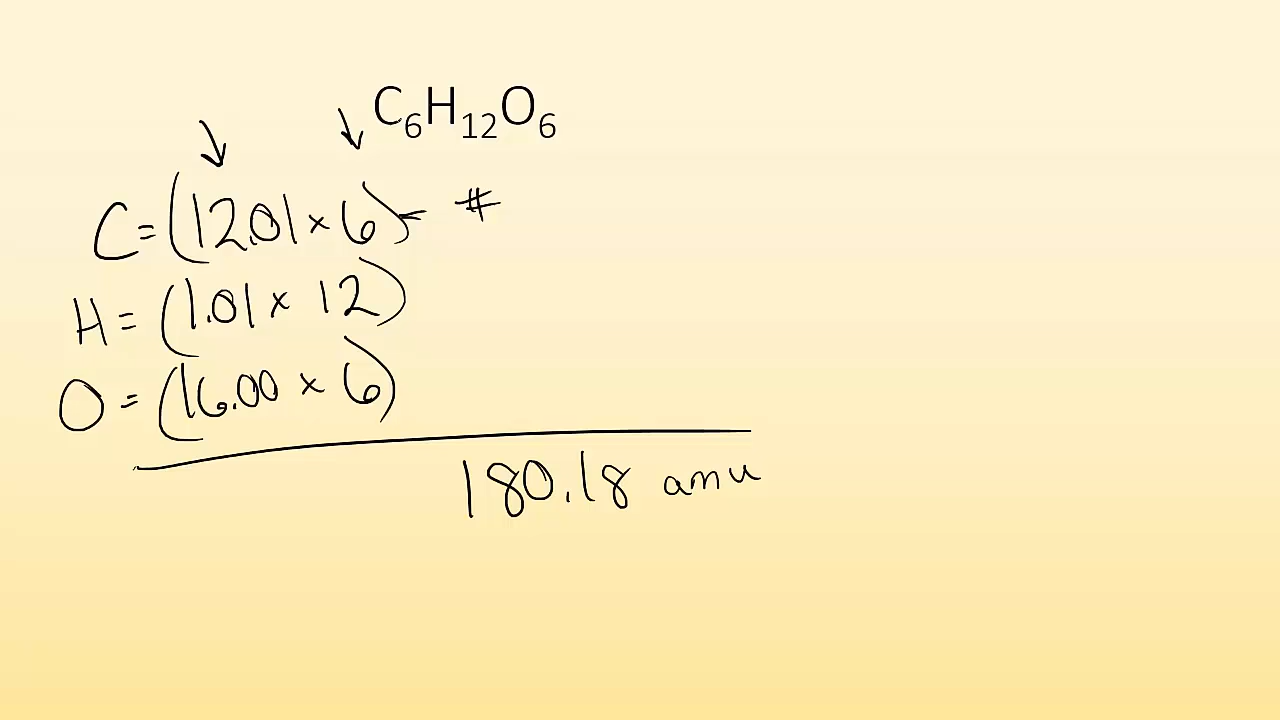 C₆H₁₂O₆
C = (12.01 × 6) #
H = (1.01 × 12)
O = (16.00 × 6)
180.18 amu